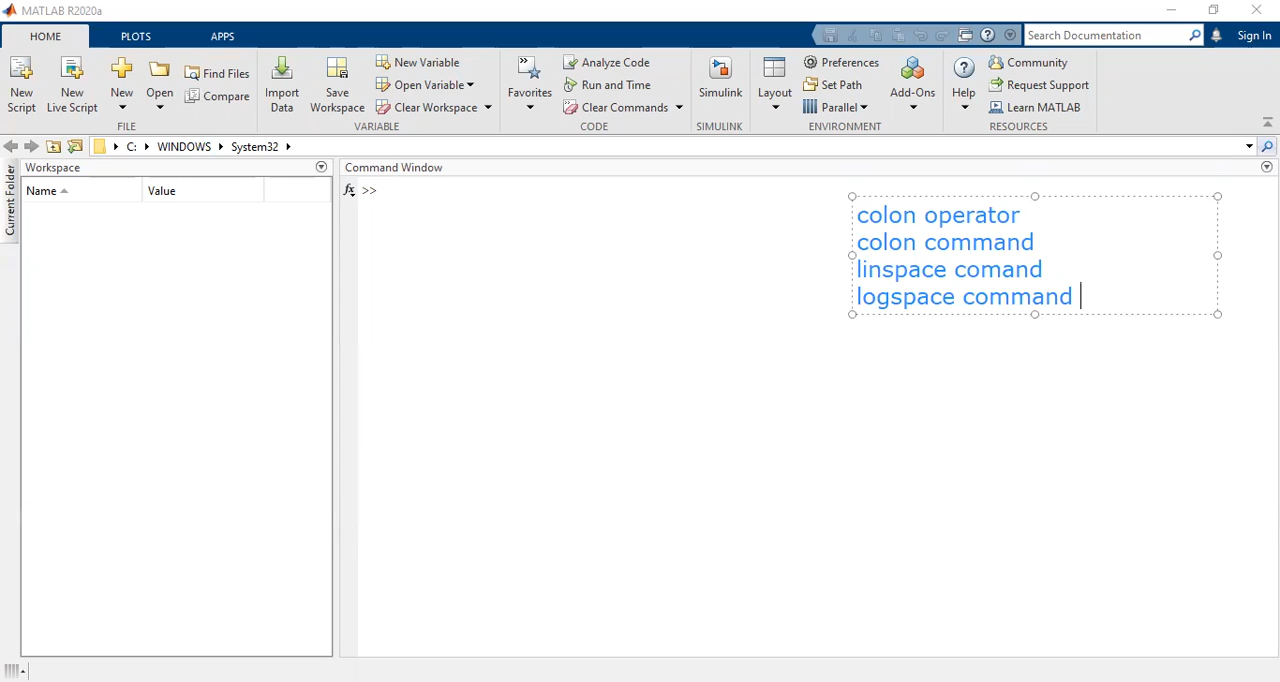 MATLAB R2020a
HOME PLOTS APPS
Search Documentation Sign In
New Script
New Live Script
New
Open
Find Files
Compare
FILE
Import Data
Save Workspace
New Variable
Open Variable
Clear Workspace
VARIABLE
Favorites
Analyze Code
Run and Time
Clear Commands
CODE
Simulink
SIMULINK
Layout
Preferences
Set Path
Parallel
Add-Ons
ENVIRONMENT
Help
Community
Request Support
Learn MATLAB
RESOURCES
C: WINDOWS System32
Current Folder
Workspace
Name Value
Command Window
fx >>
colon operator
colon command
linspace comand
logspace command